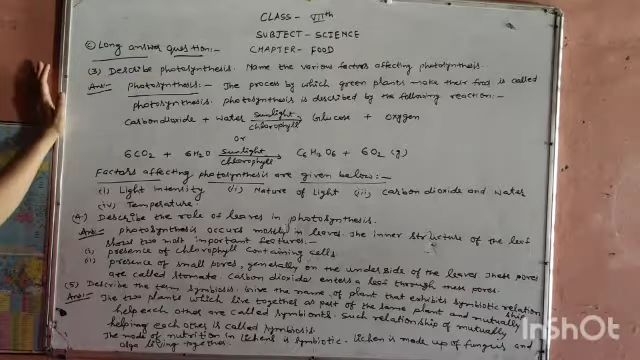 CLASS - VIIth
SUBJECT - SCIENCE
CHAPTER - FOOD
(C) Long answer question:-
(3) Describe photosynthesis. Name the various factors affecting photosynthesis.
Ans:- Photosynthesis:- The process by which green plants make their food is called
photosynthesis. Photosynthesis is discribed by the following reaction:-
Carbondioxide + Water sunlight/chlorophyll → Glucose + Oxygen
or
6CO2 + 6H2O sunlight/chlorophyll → C6H12O6 + 6O2 (g)
Factors affecting photosynthesis are given below:-
(i) Light Intensity (ii) Nature of Light (iii) Carbondioxide and water
(iv) Temperature.
(4) Describe the role of leaves in photosynthesis.
Ans:- Photosynthesis occurs mostly in leaves. The inner structure of the leaf
shows two most important features.-
(i) presence of chlorophyll containing cells.
(ii) presence of small pores, generally on the underside of the leaves. These pores
are called stomate. Carbon dioxide enters a leaf through these pores.
(5) Describe the term symbiosis. Give the name of plant that exhibits symbiotic relationship
Ans:- The two plants which live together as part of the same plant and mutually
help each other are called symbionts. Such relationship of mutually
helping each other is called symbiosis.
The mode of nutrition in lichens is symbiotic. Lichen is made up of fungus and
alga living together.
InShOt